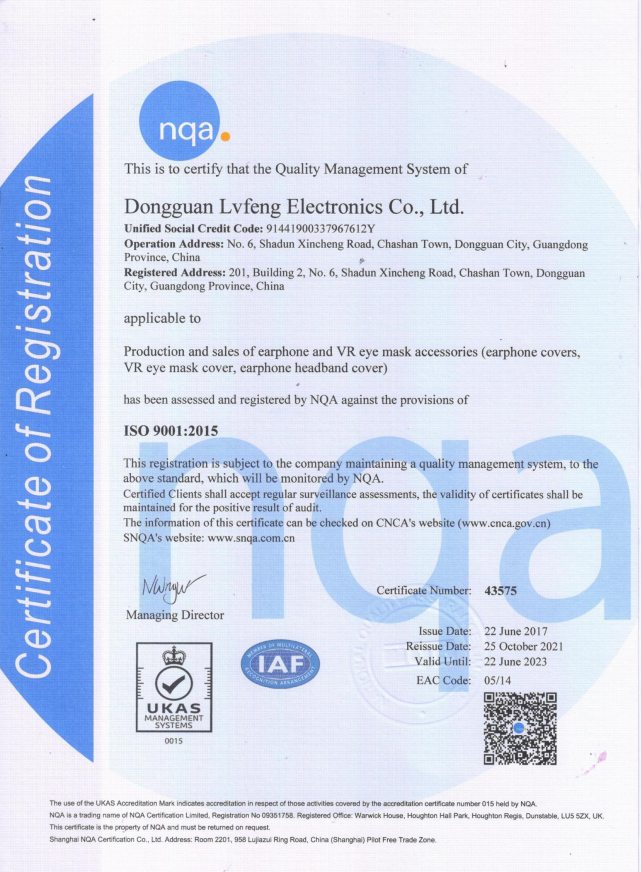 Certificate of Registration
nqa.
This is to certify that the Quality Management System of
Dongguan Lvfeng Electronics Co., Ltd.
Unified Social Credit Code: 91441900337967612Y
Operation Address: No. 6, Shadun Xincheng Road, Chashan Town, Dongguan City, Guangdong
Province, China
Registered Address: 201, Building 2, No. 6, Shadun Xincheng Road, Chashan Town, Dongguan
City, Guangdong Province, China
applicable to
Production and sales of earphone and VR eye mask accessories (earphone covers,
VR eye mask cover, earphone headband cover)
has been assessed and registered by NQA against the provisions of
ISO 9001:2015
nqa
This registration is subject to the company maintaining a quality management system, to the
above standard, which will be monitored by NQA.
Certified Clients shall accept regular surveillance assessments, the validity of certificates shall be
maintained for the positive result of audit.
The information of this certificate can be checked on CNCA's website (www.cnca.gov.cn)
SNQA's website: www.snqa.com.cn
Managing Director
Certificate Number: 43575
Issue Date: 22 June 2017
Reissue Date: 25 October 2021
Valid Until: 22 June 2023
EAC Code: 05/14
UKAS
MANAGEMENT
SYSTEMS
0015
MEMBER OF MULTILATERAL
IAF
RECOGNITION ARRANGEMENT
The use of the UKAS Accreditation Mark indicates accreditation in respect of those activities covered by the accreditation certificate number 015 held by NQA.
NQA is a trading name of NQA Certification Limited, Registration No 09351758. Registered Office: Warwick House, Houghton Hall Park, Houghton Regis, Dunstable, LU5 5ZX, UK.
This certificate is the property of NQA and must be returned on request.
Shanghai NQA Certification Co., Ltd. Address: Room 2201, 958 Lujiazui Ring Road, China (Shanghai) Pilot Free Trade Zone.